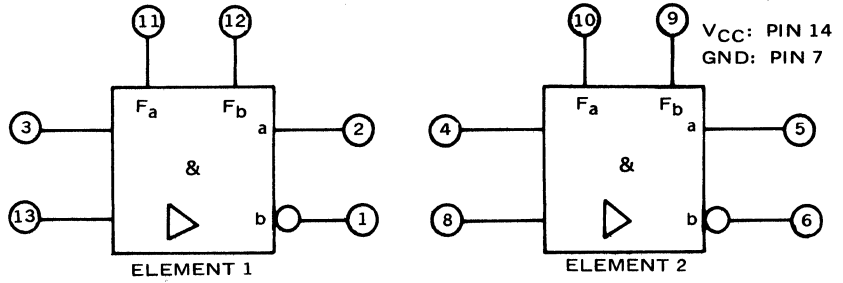 11 12 10 9 VCC: PIN 14
GND: PIN 7
Fa Fb Fa Fb
3 a 2 4 a 5
& &
13 b 1 8 b 6
ELEMENT 1 ELEMENT 2